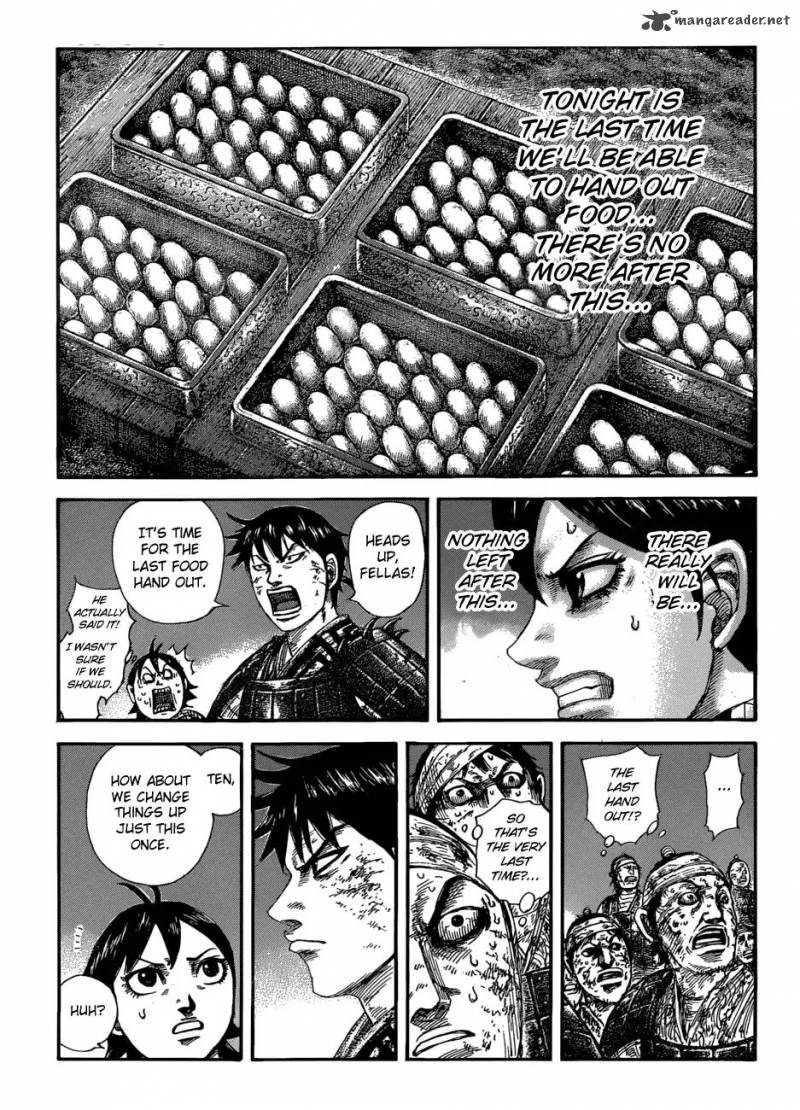 mangareader.net
TONIGHT IS
THE LAST TIME
WE'LL BE ABLE
TO HAND OUT
FOOD...
THERE'S NO
MORE AFTER
THIS...
THERE
REALLY
WILL
BE...
NOTHING
LEFT
AFTER
THIS...
HEADS
UP,
FELLAS!
IT'S TIME
FOR THE
LAST FOOD
HAND OUT.
HE
ACTUALLY
SAID IT!
I WASN'T
SURE
IF WE
SHOULD.
...
THE
LAST
HAND
OUT!?
SO
THAT'S
THE VERY
LAST
TIME?...
TEN,
HOW ABOUT
WE CHANGE
THINGS UP
JUST THIS
ONCE.
HUH?